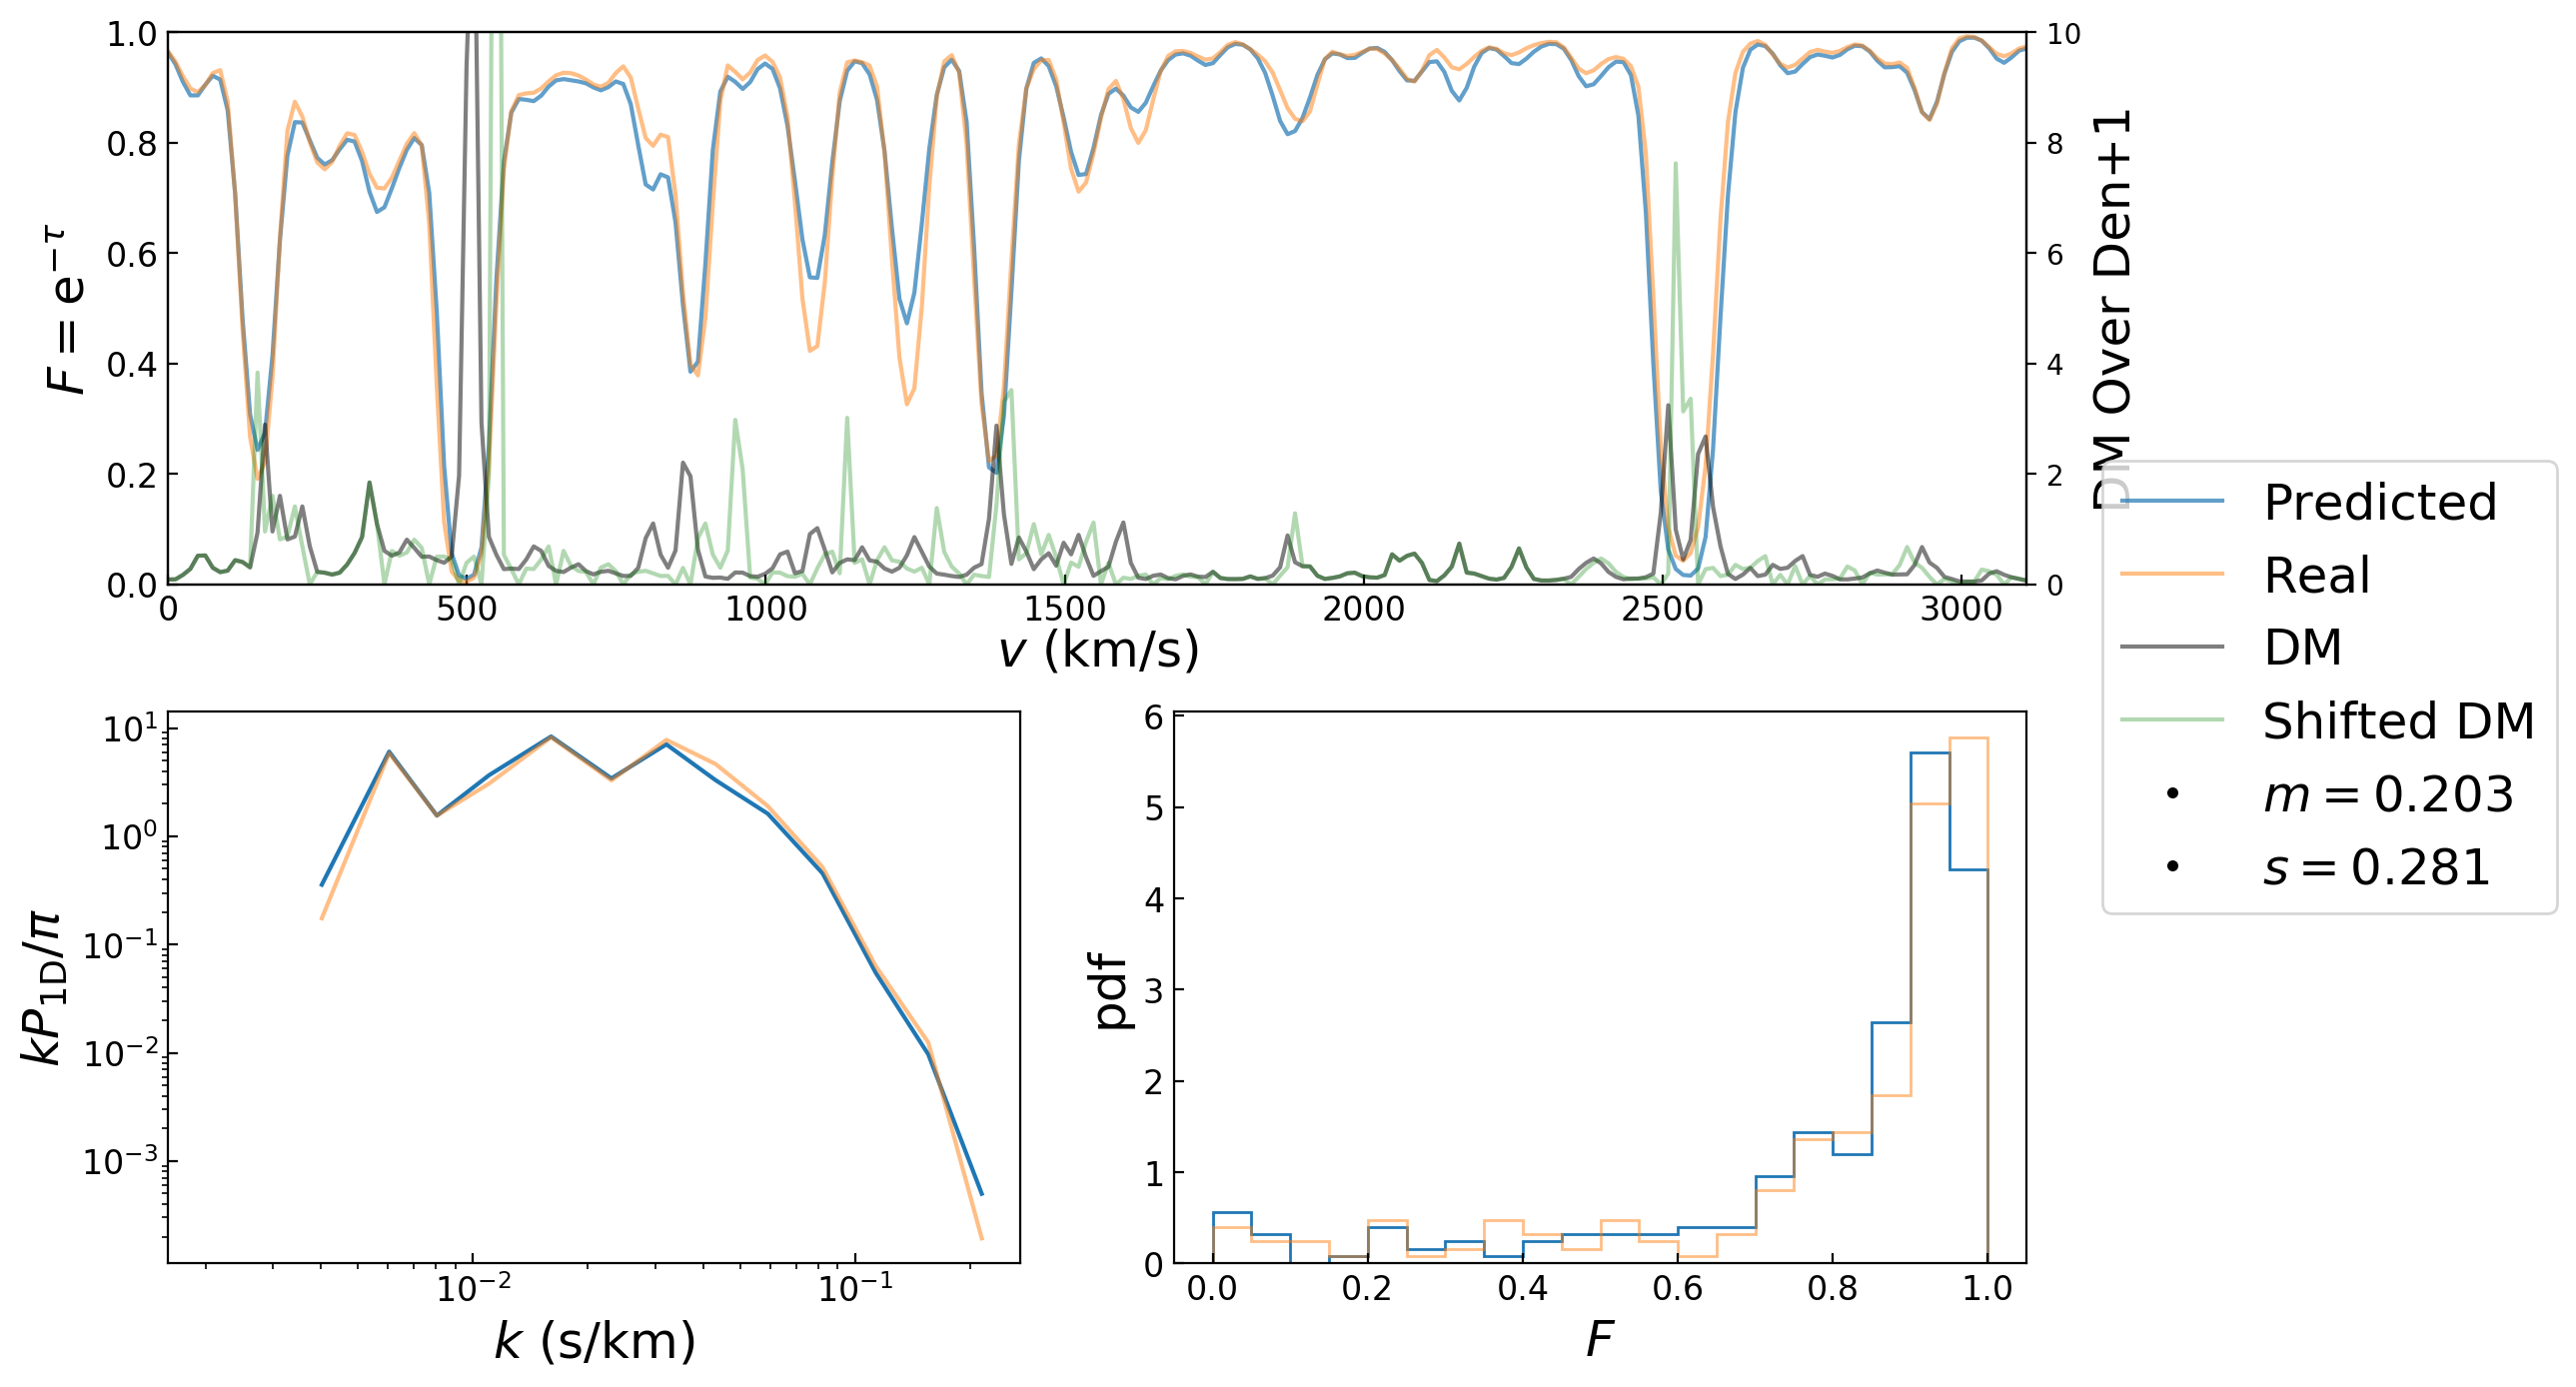 1.0
0.8
0.6
0.4
0.2
0.0
F = e^{-τ}
10
8
6
4
2
0
DM Over Den+1
0 500 1000 1500 2000 2500 3000
v (km/s)
Predicted
Real
DM
Shifted DM
m = 0.203
s = 0.281
10^1
10^0
10^{-1}
10^{-2}
10^{-3}
kP_{1D}/π
10^{-2} 10^{-1}
k (s/km)
6
5
4
3
2
1
0
pdf
0.0 0.2 0.4 0.6 0.8 1.0
F